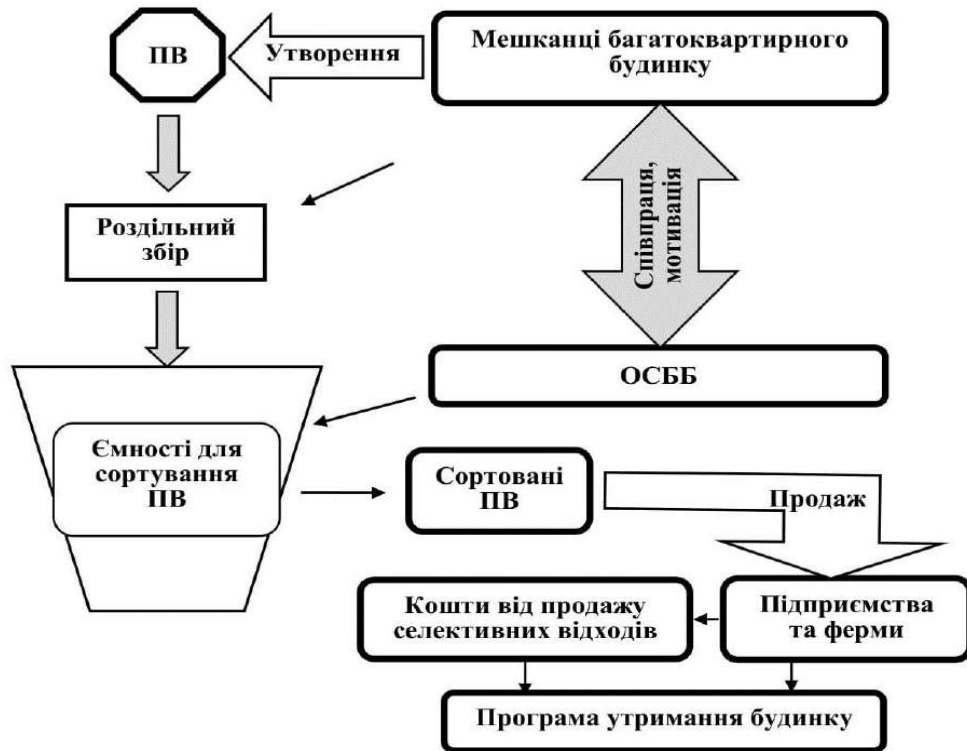 ПВ
Утворення
Мешканці багатоквартирного
будинку
Співпраця,
мотивація
Роздільний
збір
ОСББ
Ємності для
сортування
ПВ
Сортовані
ПВ
Продаж
Кошти від продажу
селективних відходів
Підприємства
та ферми
Програма утримання будинку